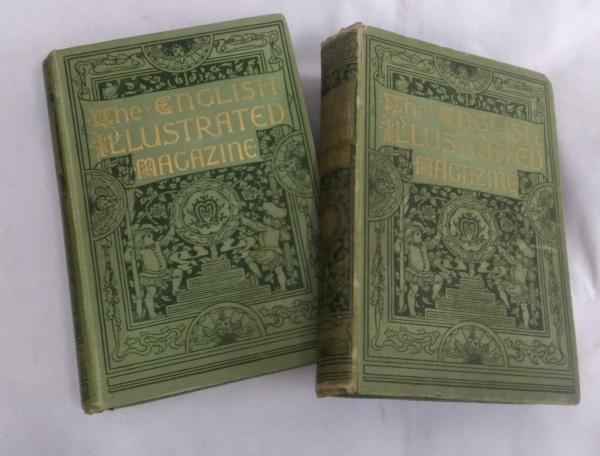 The English
Illustrated
Magazine
The English
Illustrated
Magazine